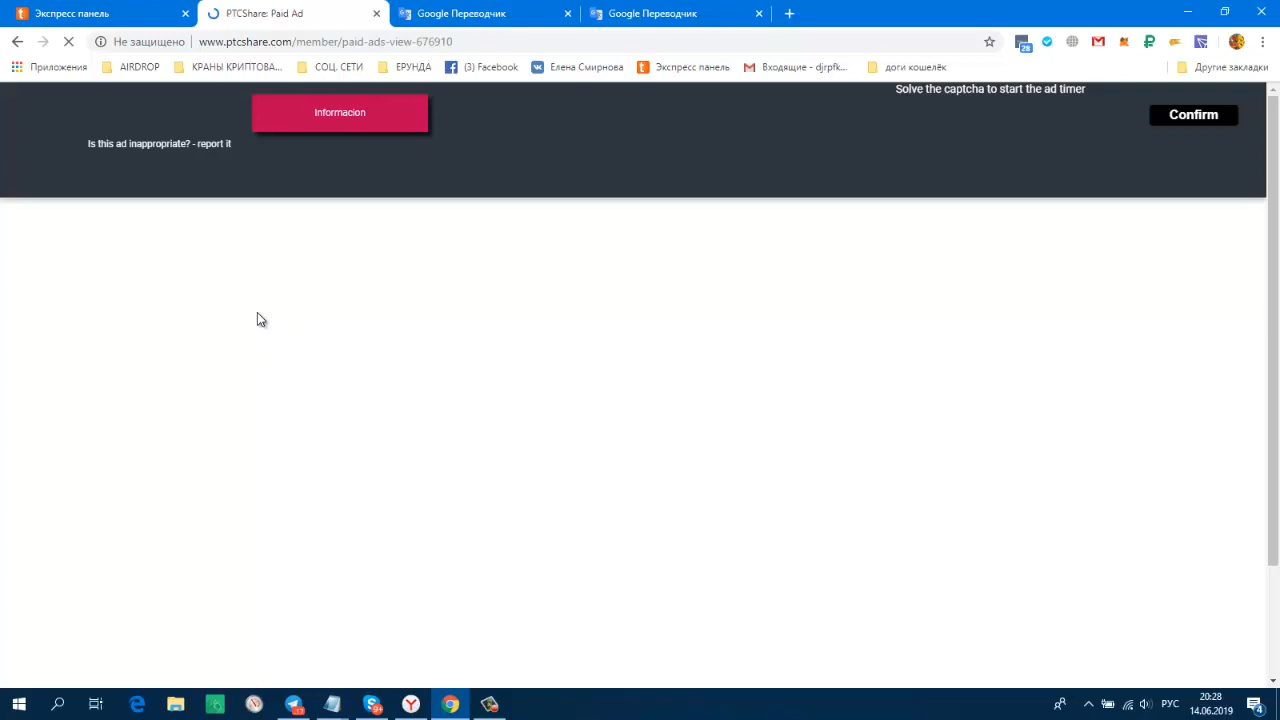 Экспресс панель
PTCShare: Paid Ad
Google Переводчик
Google Переводчик
Не защищено
www.ptcshare.com/member/paid-ads-view-676910
28
Приложения
AIRDROP
КРАНЫ КРИПТОВА...
СОЦ. СЕТИ
ЕРУНДА
(3) Facebook
Елена Смирнова
Экспресс панель
Входящие - djrpfk...
доги кошелёк
Другие закладки
Solve the captcha to start the ad timer
Informacion
Confirm
Is this ad inappropriate? - report it
РУС
20:28
14.06.2019
4